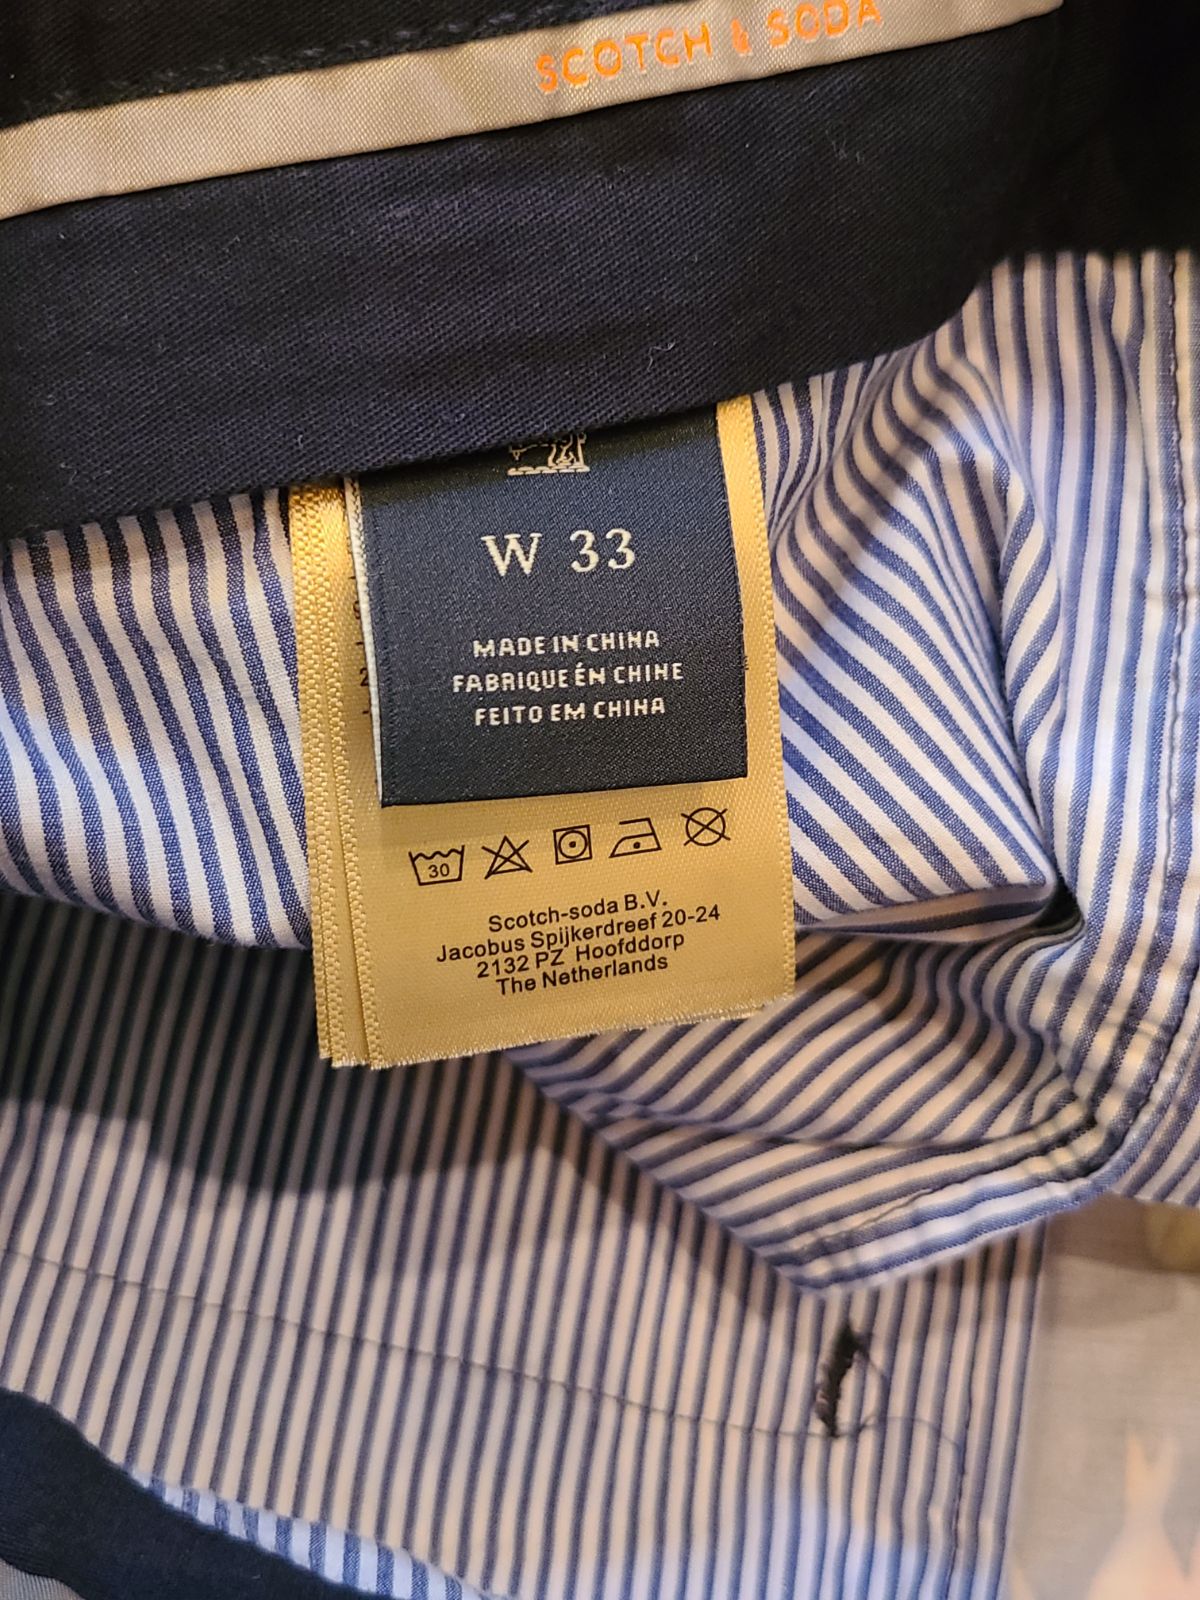 SCOTCH & SODA
W 33
MADE IN CHINA
FABRIQUE ÉN CHINE
FEITO EM CHINA
30
Scotch-soda B.V.
Jacobus Spijkerdreef 20-24
2132 PZ Hoofddorp
The Netherlands